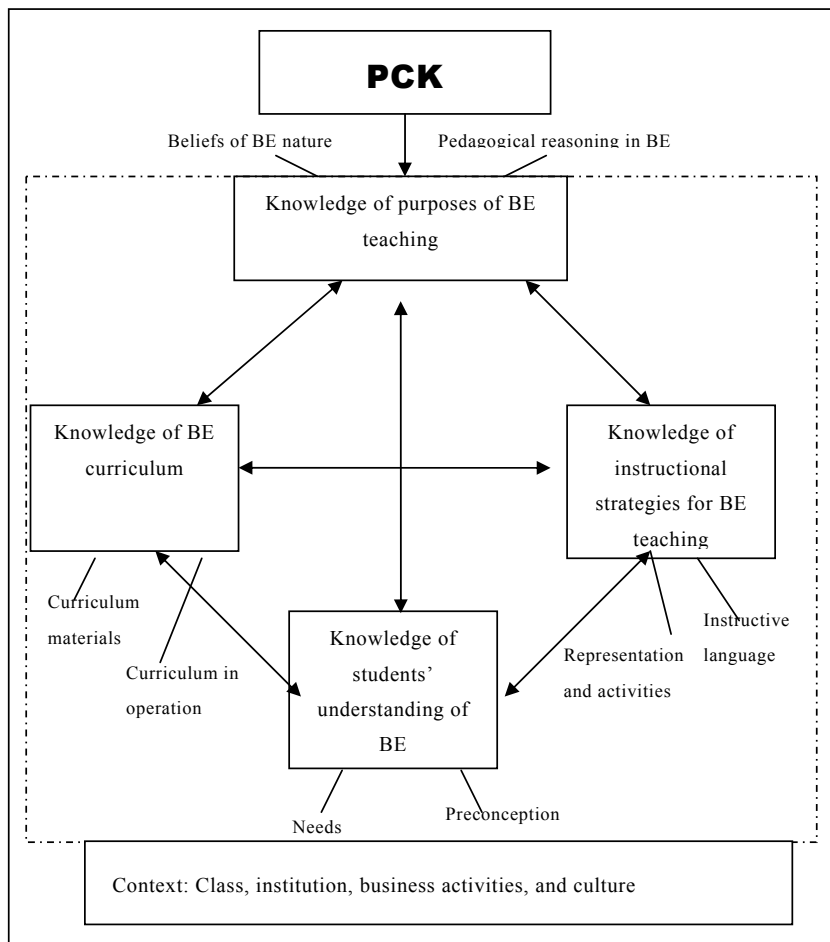 PCK
Beliefs of BE nature
Pedagogical reasoning in BE
Knowledge of purposes of BE
teaching
Knowledge of BE
curriculum
Knowledge of
instructional
strategies for BE
teaching
Curriculum
materials
Curriculum in
operation
Knowledge of
students’
understanding of
BE
Representation
and activities
Instructive
language
Needs
Preconception
Context: Class, institution, business activities, and culture